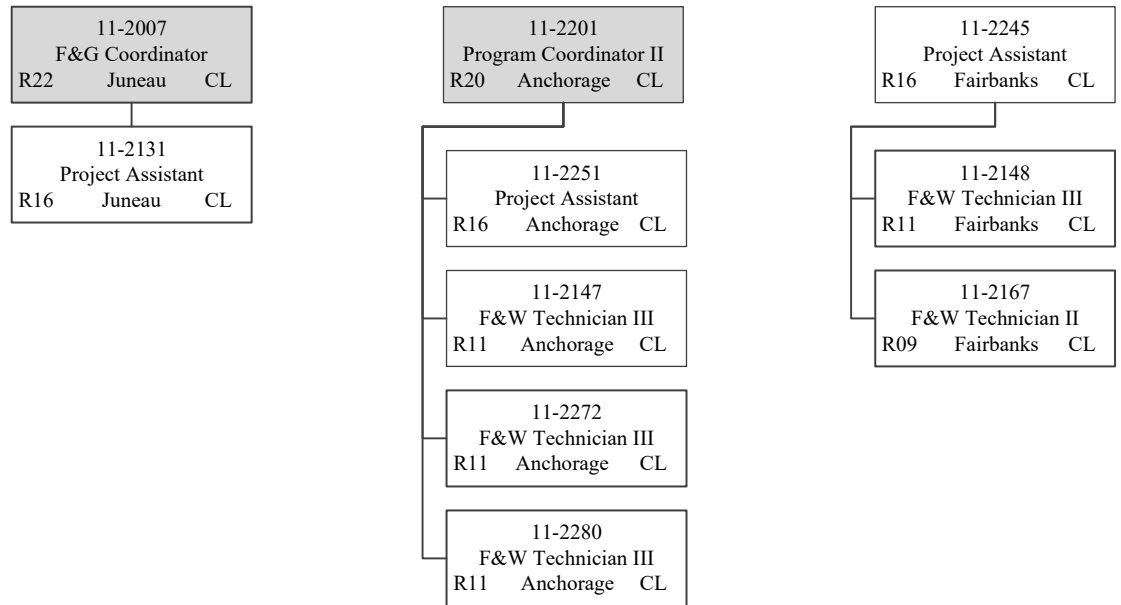 11-2007
F&G Coordinator
R22 Juneau CL
11-2131
Project Assistant
R16 Juneau CL
11-2201
Program Coordinator II
R20 Anchorage CL
11-2251
Project Assistant
R16 Anchorage CL
11-2147
F&W Technician III
R11 Anchorage CL
11-2272
F&W Technician III
R11 Anchorage CL
11-2280
F&W Technician III
R11 Anchorage CL
11-2245
Project Assistant
R16 Fairbanks CL
11-2148
F&W Technician III
R11 Fairbanks CL
11-2167
F&W Technician II
R09 Fairbanks CL